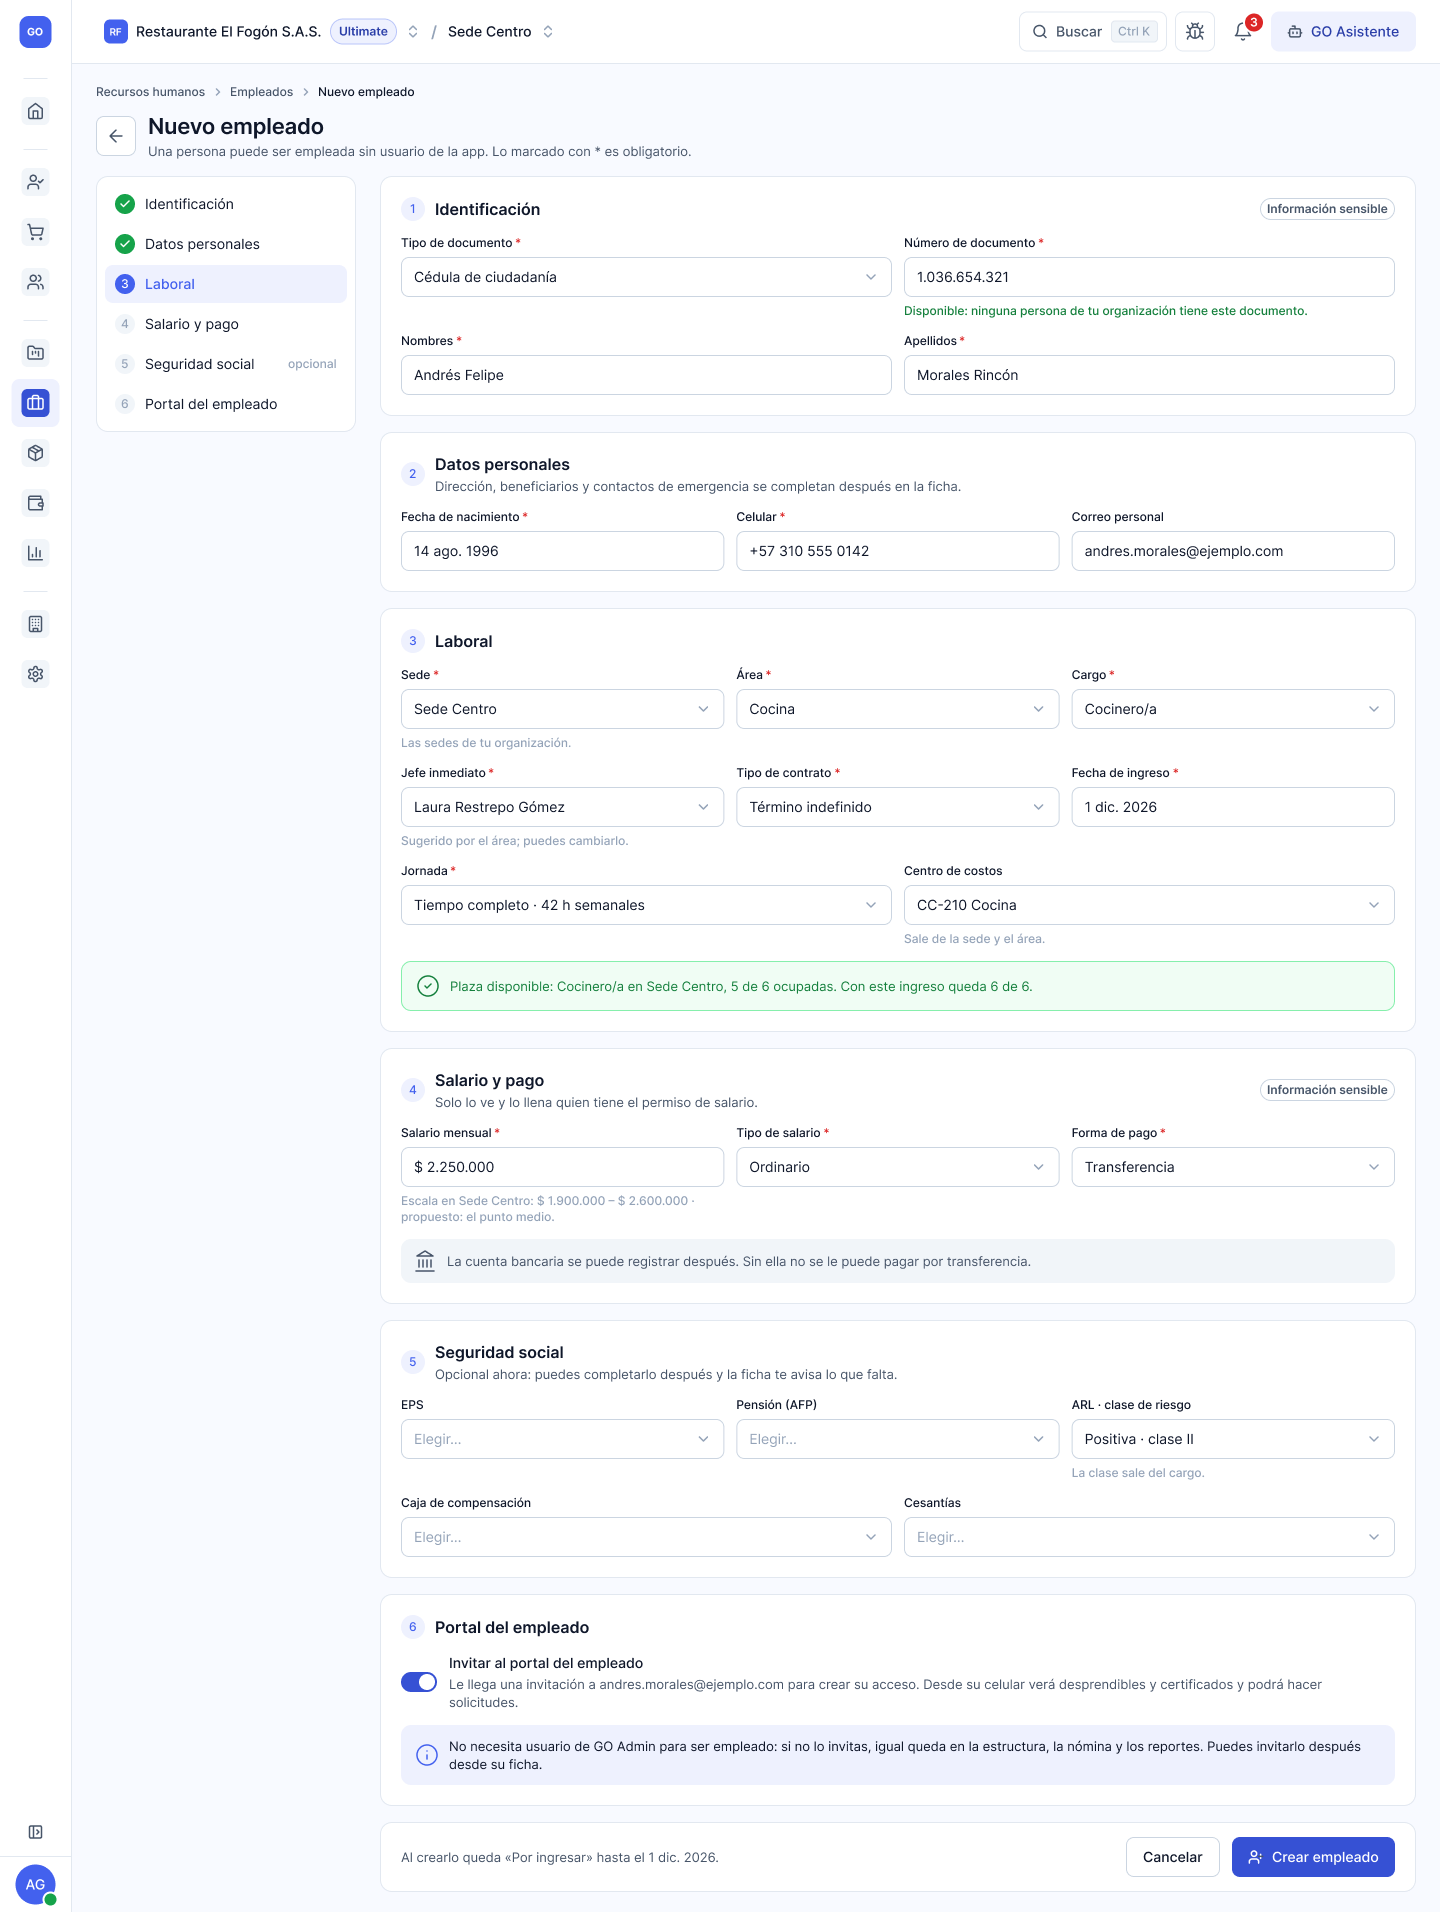 GO
RF
Restaurante El Fogón S.A.S.
Ultimate
/
Sede Centro
Buscar
Ctrl K
3
GO Asistente
Recursos humanos
Empleados
Nuevo empleado
Nuevo empleado
Una persona puede ser empleada sin usuario de la app. Lo marcado con * es obligatorio.
Identificación
Datos personales
3 Laboral
4 Salario y pago
5 Seguridad social opcional
6 Portal del empleado
1 Identificación
Información sensible
Tipo de documento *
Número de documento *
Cédula de ciudadanía
1.036.654.321
Disponible: ninguna persona de tu organización tiene este documento.
Nombres *
Apellidos *
Andrés Felipe
Morales Rincón
2 Datos personales
Dirección, beneficiarios y contactos de emergencia se completan después en la ficha.
Fecha de nacimiento *
Celular *
Correo personal
14 ago. 1996
+57 310 555 0142
andres.morales@ejemplo.com
3 Laboral
Sede *
Área *
Cargo *
Sede Centro
Cocina
Cocinero/a
Las sedes de tu organización.
Jefe inmediato *
Tipo de contrato *
Fecha de ingreso *
Laura Restrepo Gómez
Término indefinido
1 dic. 2026
Sugerido por el área; puedes cambiarlo.
Jornada *
Centro de costos
Tiempo completo · 42 h semanales
CC-210 Cocina
Sale de la sede y el área.
Plaza disponible: Cocinero/a en Sede Centro, 5 de 6 ocupadas. Con este ingreso queda 6 de 6.
4 Salario y pago
Solo lo ve y lo llena quien tiene el permiso de salario.
Información sensible
Salario mensual *
Tipo de salario *
Forma de pago *
$ 2.250.000
Ordinario
Transferencia
Escala en Sede Centro: $ 1.900.000 – $ 2.600.000 ·
propuesto: el punto medio.
La cuenta bancaria se puede registrar después. Sin ella no se le puede pagar por transferencia.
5 Seguridad social
Opcional ahora: puedes completarlo después y la ficha te avisa lo que falta.
EPS
Pensión (AFP)
ARL · clase de riesgo
Elegir...
Elegir...
Positiva · clase II
La clase sale del cargo.
Caja de compensación
Cesantías
Elegir...
Elegir...
6 Portal del empleado
Invitar al portal del empleado
Le llega una invitación a andres.morales@ejemplo.com para crear su acceso. Desde su celular verá desprendibles y certificados y podrá hacer
solicitudes.
No necesita usuario de GO Admin para ser empleado: si no lo invitas, igual queda en la estructura, la nómina y los reportes. Puedes invitarlo después
desde su ficha.
Al crearlo queda «Por ingresar» hasta el 1 dic. 2026.
Cancelar
Crear empleado
AG